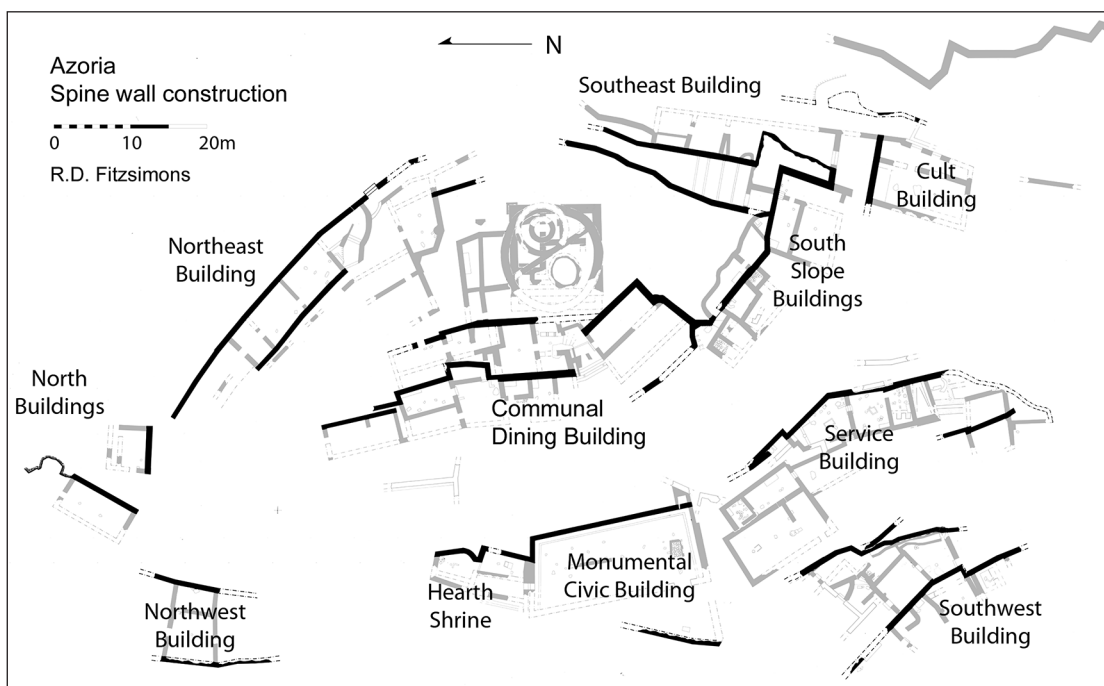 Azoria
Spine wall construction
0 10 20m
R.D. Fitzsimons
N
Southeast Building
Cult
Building
Northeast
Building
South
Slope
Buildings
North
Buildings
Communal
Dining Building
Service
Building
Hearth
Shrine
Monumental
Civic Building
Northwest
Building
Southwest
Building